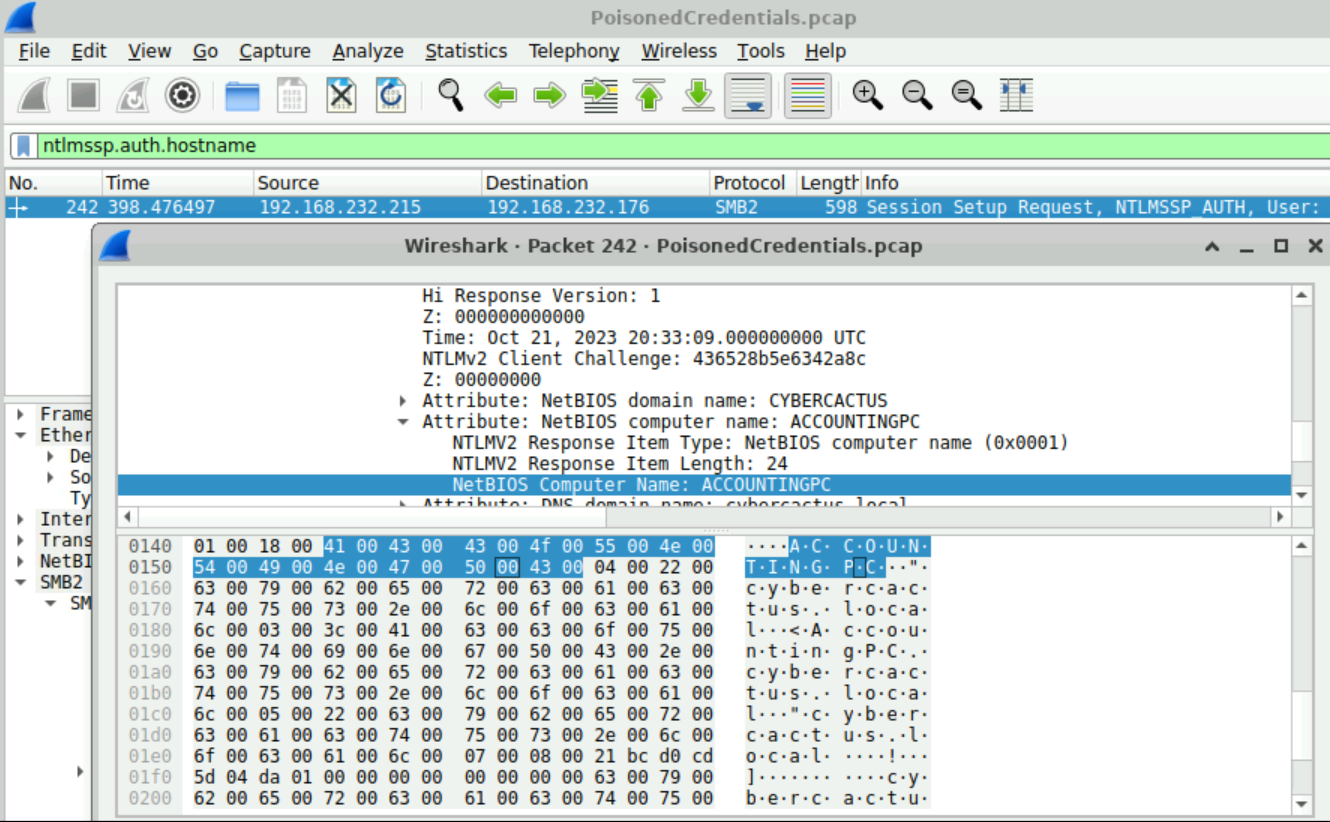 PoisonedCredentials.pcap
File Edit View Go Capture Analyze Statistics Telephony Wireless Tools Help
ntlmssp.auth.hostname
No. Time Source Destination Protocol Length Info
242 398.476497 192.168.232.215 192.168.232.176 SMB2 598 Session Setup Request, NTLMSSP_AUTH, User:
Wireshark · Packet 242 · PoisonedCredentials.pcap
Hi Response Version: 1
Z: 000000000000
Time: Oct 21, 2023 20:33:09.000000000 UTC
NTLMv2 Client Challenge: 436528b5e6342a8c
Z: 00000000
Attribute: NetBIOS domain name: CYBERCACTUS
Attribute: NetBIOS computer name: ACCOUNTINGPC
NTLMV2 Response Item Type: NetBIOS computer name (0x0001)
NTLMV2 Response Item Length: 24
NetBIOS Computer Name: ACCOUNTINGPC
Attribute: DNS domain name: cybercactus.local
Frame
Ether
De
So
Ty
Inter
Trans
NetBI
SMB2
SM
0140 01 00 18 00 41 00 43 00 43 00 4f 00 55 00 4e 00 ····A·C· C·O·U·N·
0150 54 00 49 00 4e 00 47 00 50 00 43 00 04 00 22 00 T·I·N·G· P·C···"·
0160 63 00 79 00 62 00 65 00 72 00 63 00 61 00 63 00 c·y·b·e· r·c·a·c·
0170 74 00 75 00 73 00 2e 00 6c 00 6f 00 63 00 61 00 t·u·s·.· l·o·c·a·
0180 6c 00 03 00 3c 00 41 00 63 00 63 00 6f 00 75 00 l···<·A· c·c·o·u·
0190 6e 00 74 00 69 00 6e 00 67 00 50 00 43 00 2e 00 n·t·i·n· g·P·C·.·
01a0 63 00 79 00 62 00 65 00 72 00 63 00 61 00 63 00 c·y·b·e· r·c·a·c·
01b0 74 00 75 00 73 00 2e 00 6c 00 6f 00 63 00 61 00 t·u·s·.· l·o·c·a·
01c0 6c 00 05 00 22 00 63 00 79 00 62 00 65 00 72 00 l···"·c· y·b·e·r·
01d0 63 00 61 00 63 00 74 00 75 00 73 00 2e 00 6c 00 c·a·c·t· u·s·.·l·
01e0 6f 00 63 00 61 00 6c 00 07 00 08 00 21 bc d0 cd o·c·a·l· ····!···
01f0 5d 04 da 01 00 00 00 00 00 00 00 00 63 00 79 00 ]······· ····c·y·
0200 62 00 65 00 72 00 63 00 61 00 63 00 74 00 75 00 b·e·r·c· a·c·t·u·